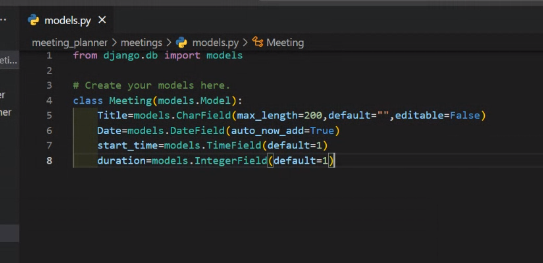 models.py ×
meeting_planner > meetings > models.py > Meeting
1 from django.db import models
2
3 # Create your models here.
4 class Meeting(models.Model):
5 Title=models.CharField(max_length=200,default="",editable=False)
6 Date=models.DateField(auto_now_add=True)
7 start_time=models.TimeField(default=1)
8 duration=models.IntegerField(default=1)